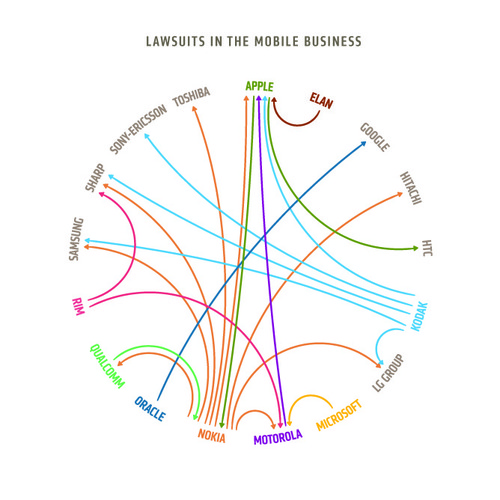 LAWSUITS IN THE MOBILE BUSINESS
APPLE
ELAN
GOOGLE
HITACHI
HTC
KODAK
LG GROUP
MICROSOFT
MOTOROLA
NOKIA
ORACLE
QUALCOMM
RIM
SAMSUNG
SHARP
SONY-ERICSSON
TOSHIBA